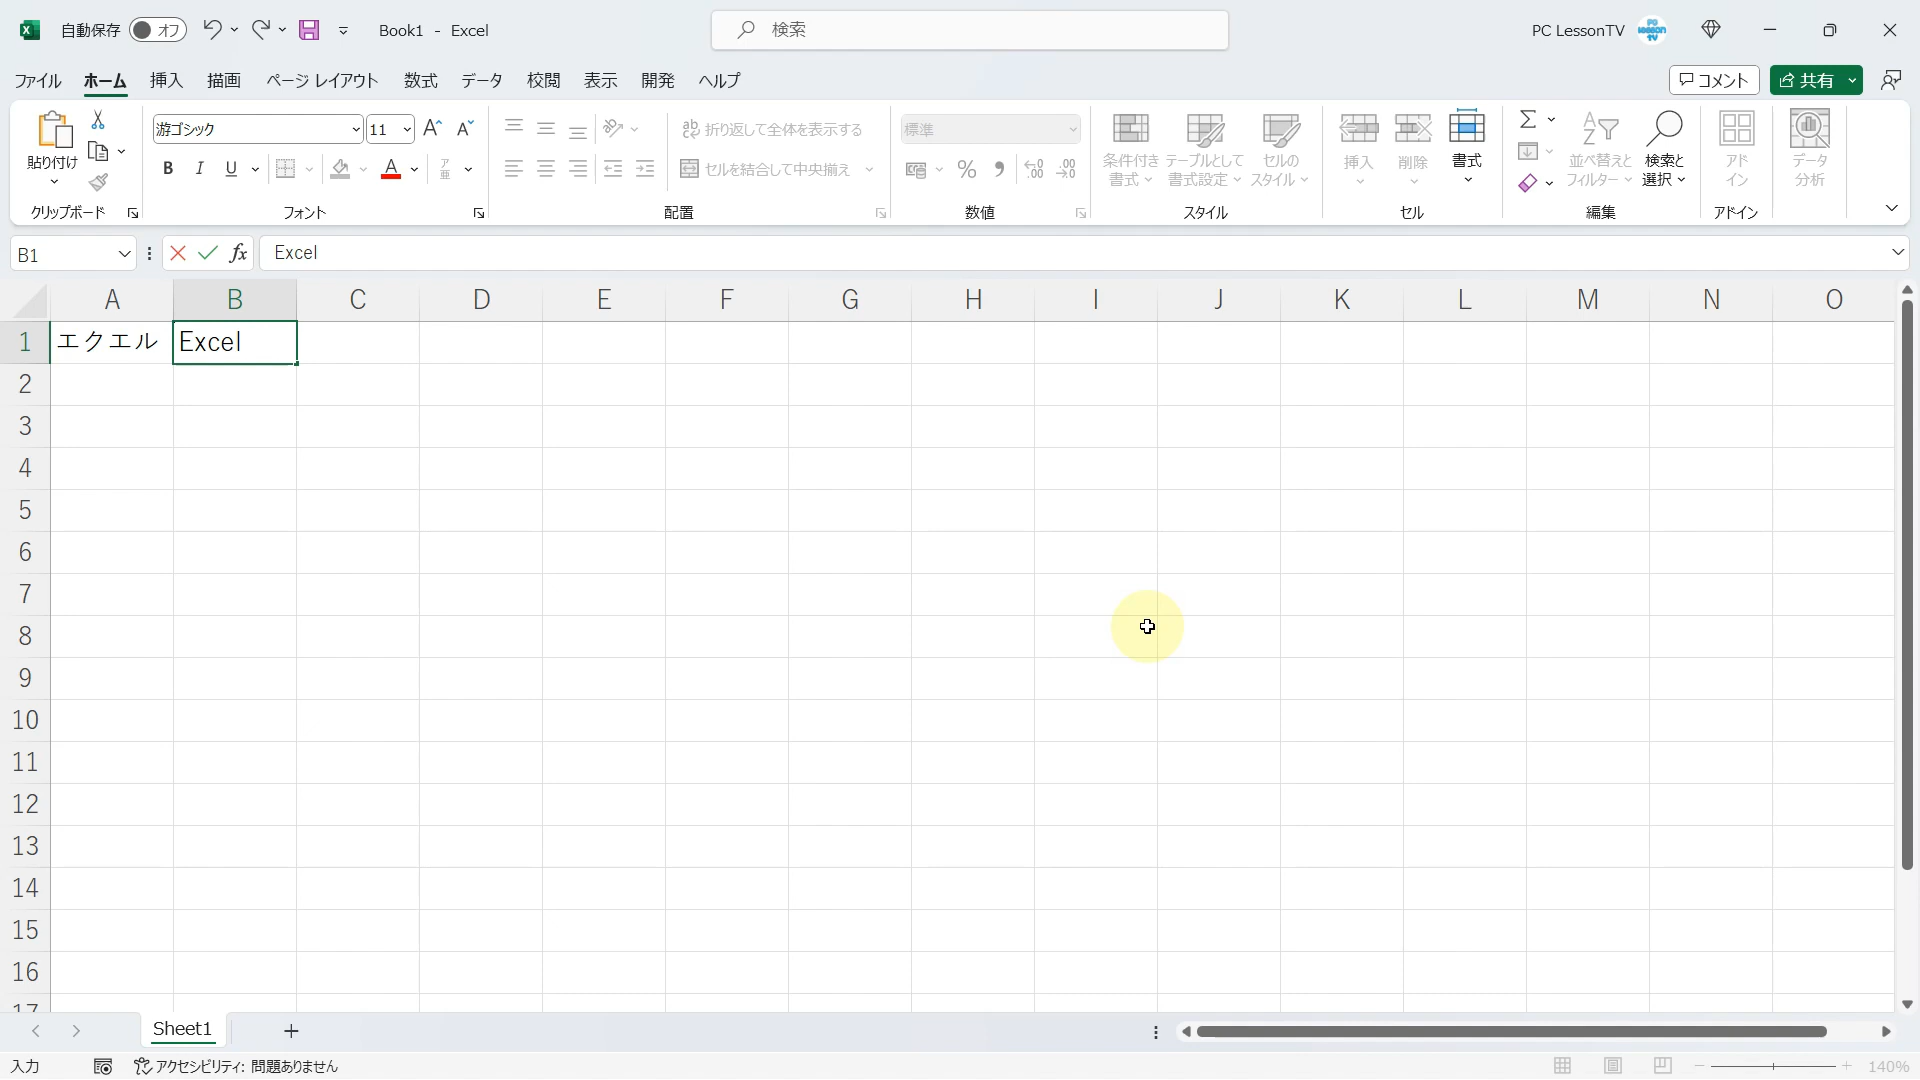 自動保存 オフ Book1 - Excel 検索 PC LessonTV PC lesson TV
ファイル ホーム 挿入 描画 ページ レイアウト 数式 データ 校閲 表示 開発 ヘルプ コメント 共有
貼り付け
クリップボード
游ゴシック 11
B I U A ア亜
フォント
折り返して全体を表示する
セルを結合して中央揃え
配置
標準
数値
条件付き書式
テーブルとして書式設定
セルのスタイル
スタイル
挿入 削除 書式
セル
並べ替えとフィルター
検索と選択
編集
アドイン
アドイン
データ分析
B1 fx Excel
A B C D E F G H I J K L M N O
1 エクエル Excel
2
3
4
5
6
7
8
9
10
11
12
13
14
15
16
17
Sheet1
入力 アクセシビリティ: 問題ありません 140%